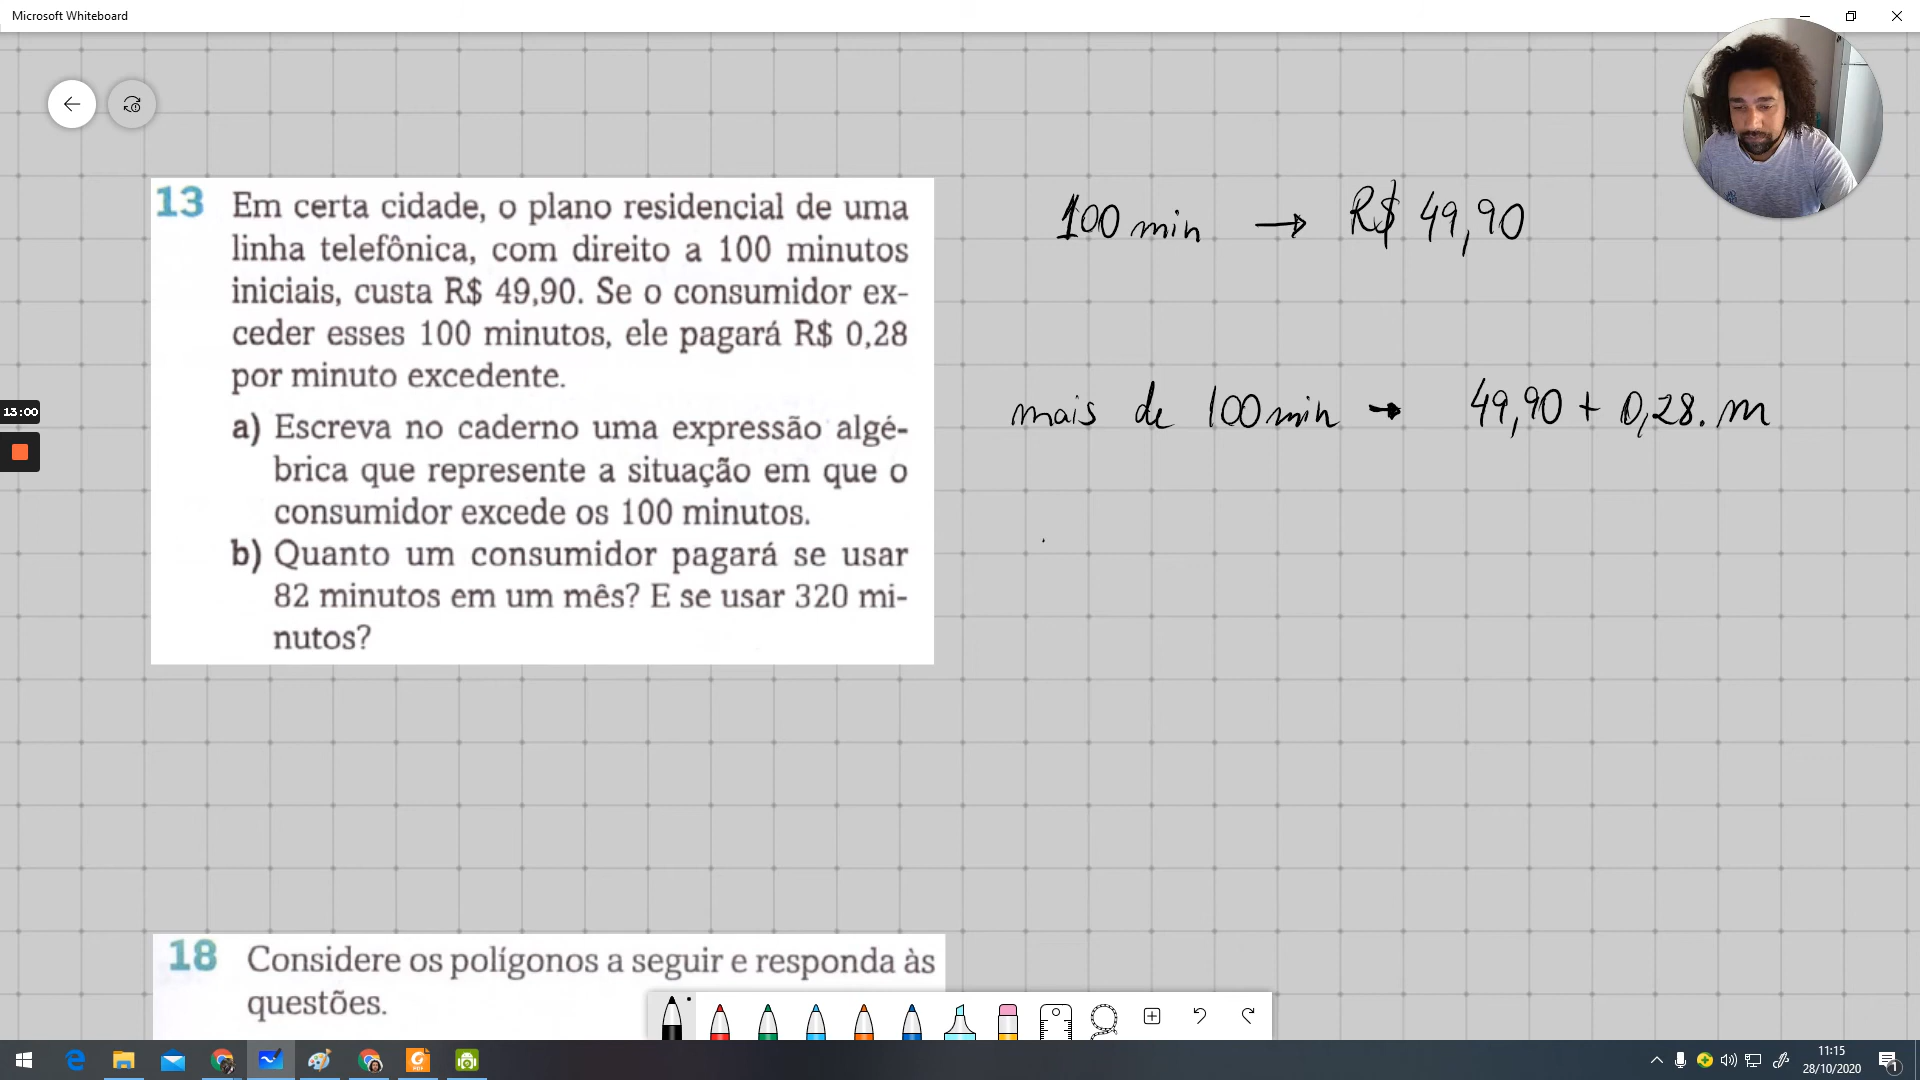 Microsoft Whiteboard
13 Em certa cidade, o plano residencial de uma
linha telefônica, com direito a 100 minutos
iniciais, custa R$ 49,90. Se o consumidor ex-
ceder esses 100 minutos, ele pagará R$ 0,28
por minuto excedente.
a) Escreva no caderno uma expressão algé-
brica que represente a situação em que o
consumidor excede os 100 minutos.
b) Quanto um consumidor pagará se usar
82 minutos em um mês? E se usar 320 mi-
nutos?
100 min → R$ 49,90
mais de 100 min → 49,90 + 0,28 . m
13:00
18 Considere os polígonos a seguir e responda às
questões.
11:15
28/10/2020
1